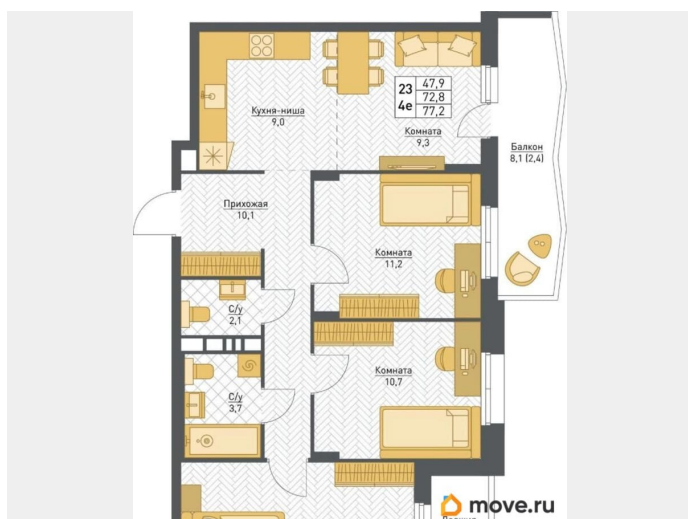 23 47,9
4е 72,8
77,2
Кухня-ниша
9,0
Комната
9,3
Балкон
8,1 (2,4)
Прихожая
10,1
Комната
11,2
С/у
2,1
Комната
10,7
С/у
3,7
move.ru